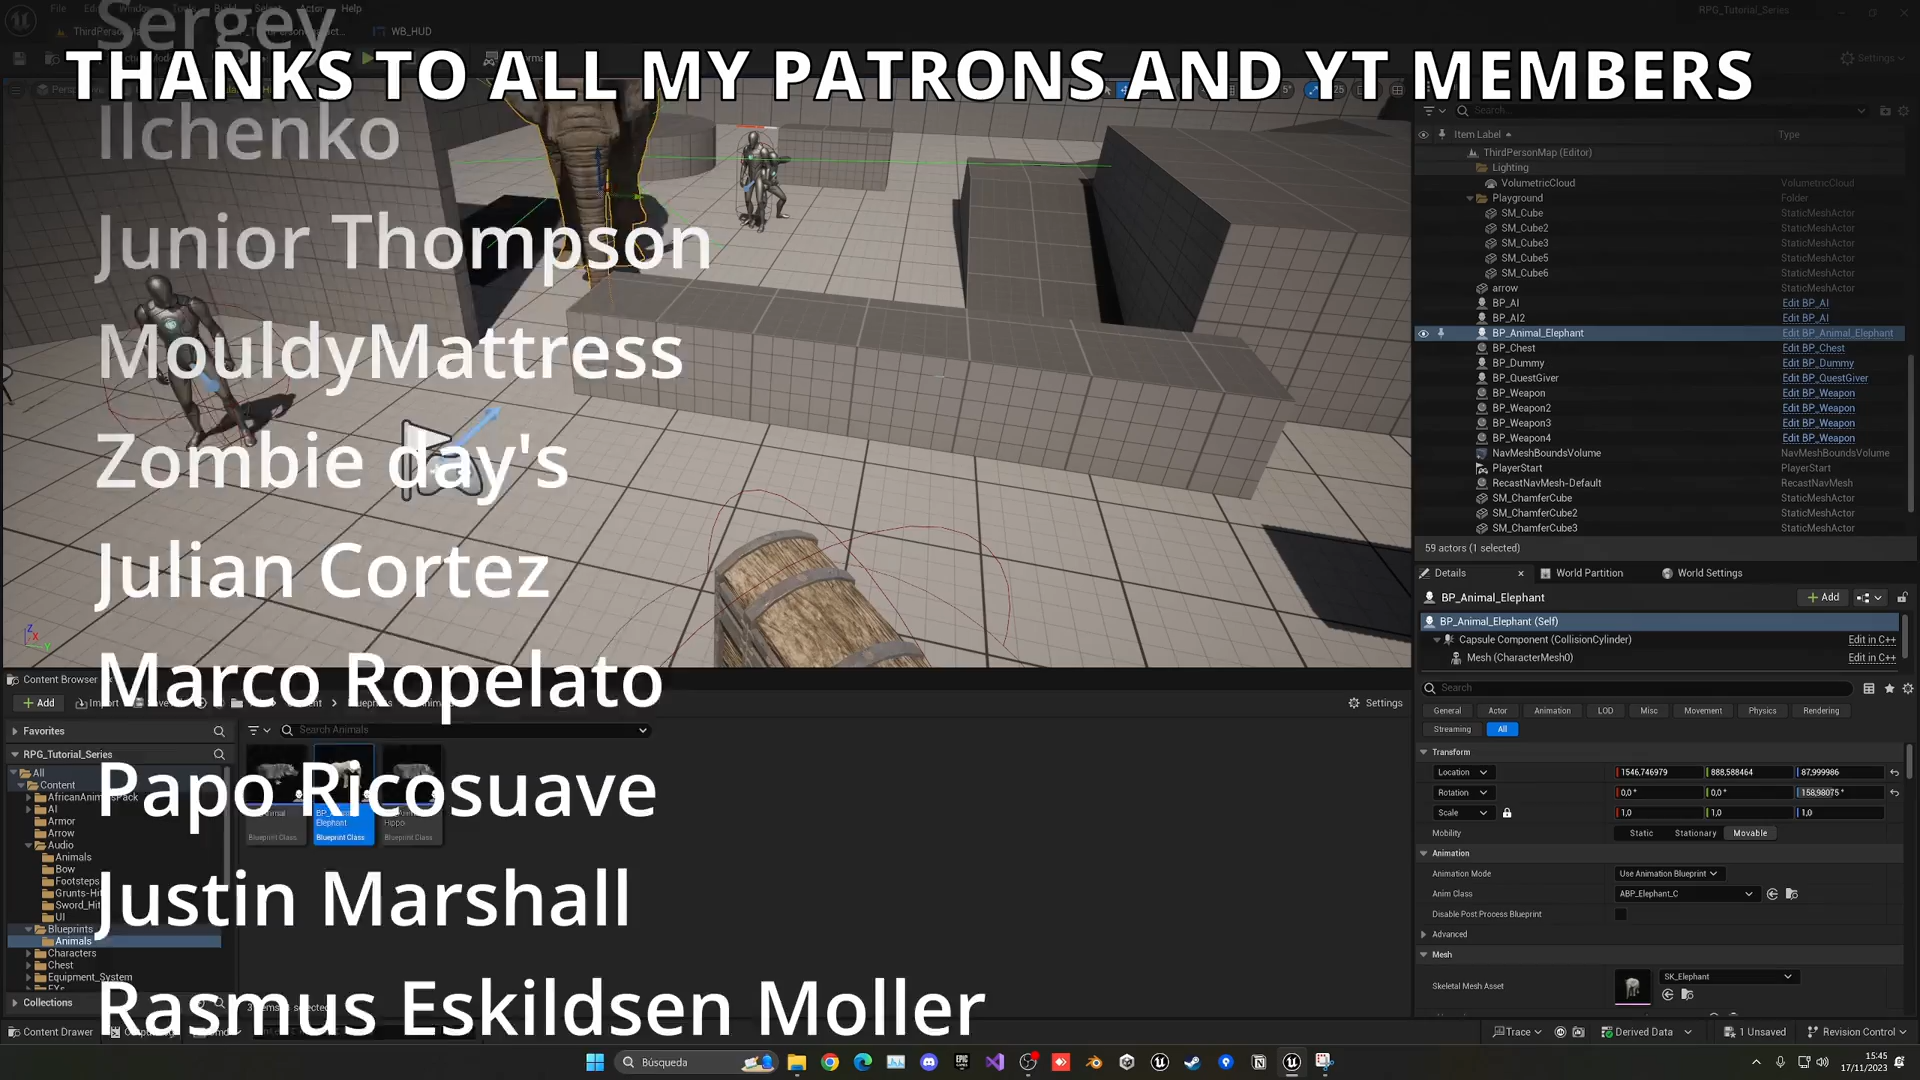 File
Build
Select
Actor
Help
RPG_Tutorial_Series
WB_HUD
Settings
Sergey
THANKS TO ALL MY PATRONS AND YT MEMBERS
Ilchenko
Junior Thompson
MouldyMattress
Zombie day's
Julian Cortez
Marco Ropelato
Papo Ricosuave
Justin Marshall
Rasmus Eskildsen Moller
Search...
Item Label
Type
ThirdPersonMap (Editor)
Lighting
VolumetricCloud VolumetricCloud
Playground Folder
SM_Cube StaticMeshActor
SM_Cube2 StaticMeshActor
SM_Cube3 StaticMeshActor
SM_Cube5 StaticMeshActor
SM_Cube6 StaticMeshActor
arrow StaticMeshActor
BP_AI Edit BP_AI
BP_AI2 Edit BP_AI
BP_Animal_Elephant Edit BP_Animal_Elephant
BP_Chest Edit BP_Chest
BP_Dummy Edit BP_Dummy
BP_QuestGiver Edit BP_QuestGiver
BP_Weapon Edit BP_Weapon
BP_Weapon2 Edit BP_Weapon
BP_Weapon3 Edit BP_Weapon
BP_Weapon4 Edit BP_Weapon
NavMeshBoundsVolume NavMeshBoundsVolume
PlayerStart PlayerStart
RecastNavMesh-Default RecastNavMesh
SM_ChamferCube StaticMeshActor
SM_ChamferCube2 StaticMeshActor
SM_ChamferCube3 StaticMeshActor
59 actors (1 selected)
Details World Partition World Settings
BP_Animal_Elephant Add
BP_Animal_Elephant (Self)
Capsule Component (CollisionCylinder) Edit in C++
Mesh (CharacterMesh0) Edit in C++
Search
General Actor Animation LOD Misc Movement Physics Rendering
Streaming All
Transform
Location 1546,746979 888,588464 87,999986
Rotation 0,0° 0,0° 158,98075°
Scale 1,0 1,0 1,0
Mobility Static Stationary Movable
Animation
Animation Mode Use Animation Blueprint
Anim Class ABP_Elephant_C
Disable Post Process Blueprint
Advanced
Mesh
Skeletal Mesh Asset SK_Elephant
Content Browser
Add Import
Settings
Favorites
RPG_Tutorial_Series
Search Animals
All
Content
AI
Armor
Arrow
Audio
Animals
Bow
Footsteps
UI
Blueprints
Animals
Characters
Chest
Equipment_System
Collections
Elephant
Hippo
Blueprint Class
Blueprint Class
Blueprint Class
Content Drawer
Trace Derived Data 1 Unsaved Revision Control
Búsqueda
15:45
17/11/2023